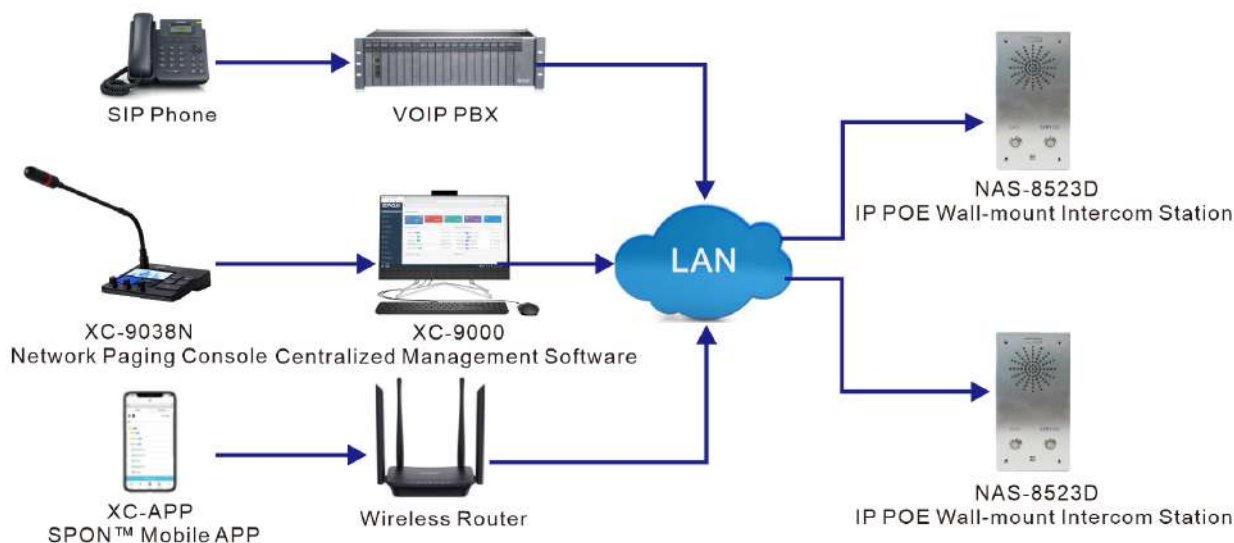 SIP Phone
VOIP PBX
NAS-8523D
IP POE Wall-mount Intercom Station
LAN
XC-9038N
Network Paging Console
XC-9000
Centralized Management Software
XC-APP
SPON™ Mobile APP
Wireless Router
NAS-8523D
IP POE Wall-mount Intercom Station